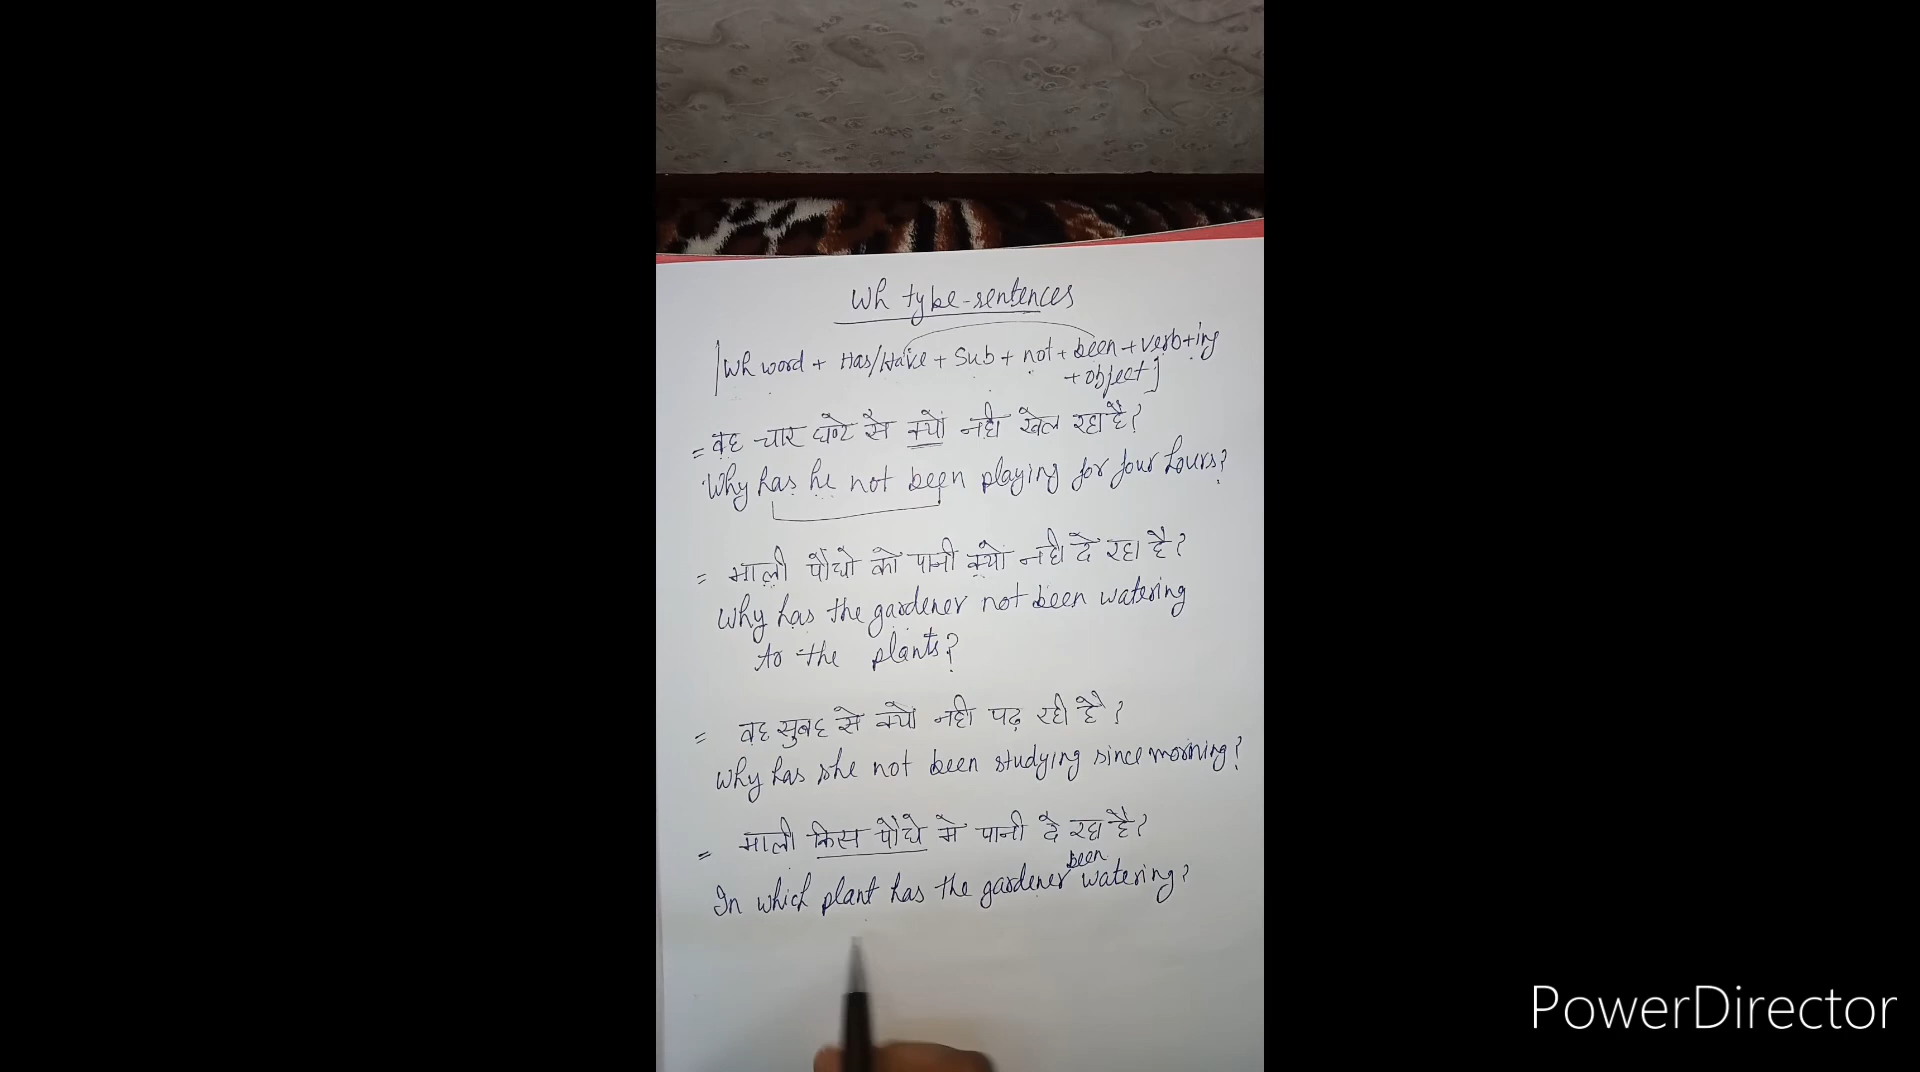 Wh type-sentences
[Wh word + Has/Have + Sub + not + been + verb+ing
+ object]
= वह चार घण्टे से क्यों नही खेल रहा है?
Why has he not been playing for four hours?
= माली पौधो को पानी क्यो नही दे रहा है?
Why has the gardener not been watering
to the plants?
= वह सुबह से क्यो नही पढ़ रही है?
Why has she not been studying since morning?
= माली किस पौधे मे पानी दे रहा है?
been
In which plant has the gardener watering?
PowerDirector